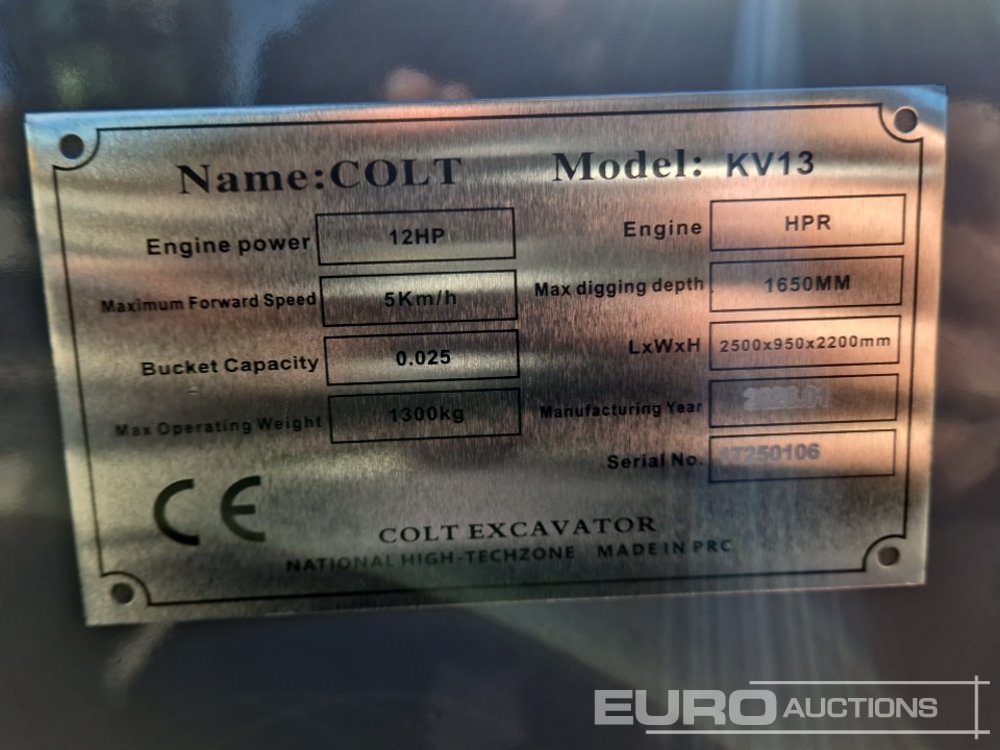 Name:COLT Model: KV13
Engine power 12HP Engine HPR
Maximum Forward Speed 5Km/h Max digging depth 1650MM
Bucket Capacity 0.025 LxWxH 2500x950x2200mm
Max Operating Weight 1300kg Manufacturing Year
Serial No. 17250106
CE
COLT EXCAVATOR
NATIONAL HIGH-TECHZONE MADE IN PRC
EURO AUCTIONS